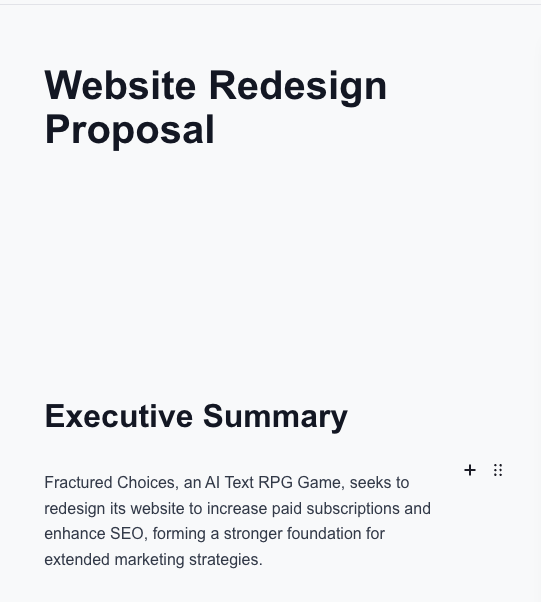 Website Redesign
Proposal
Executive Summary
Fractured Choices, an AI Text RPG Game, seeks to
redesign its website to increase paid subscriptions and
enhance SEO, forming a stronger foundation for
extended marketing strategies.